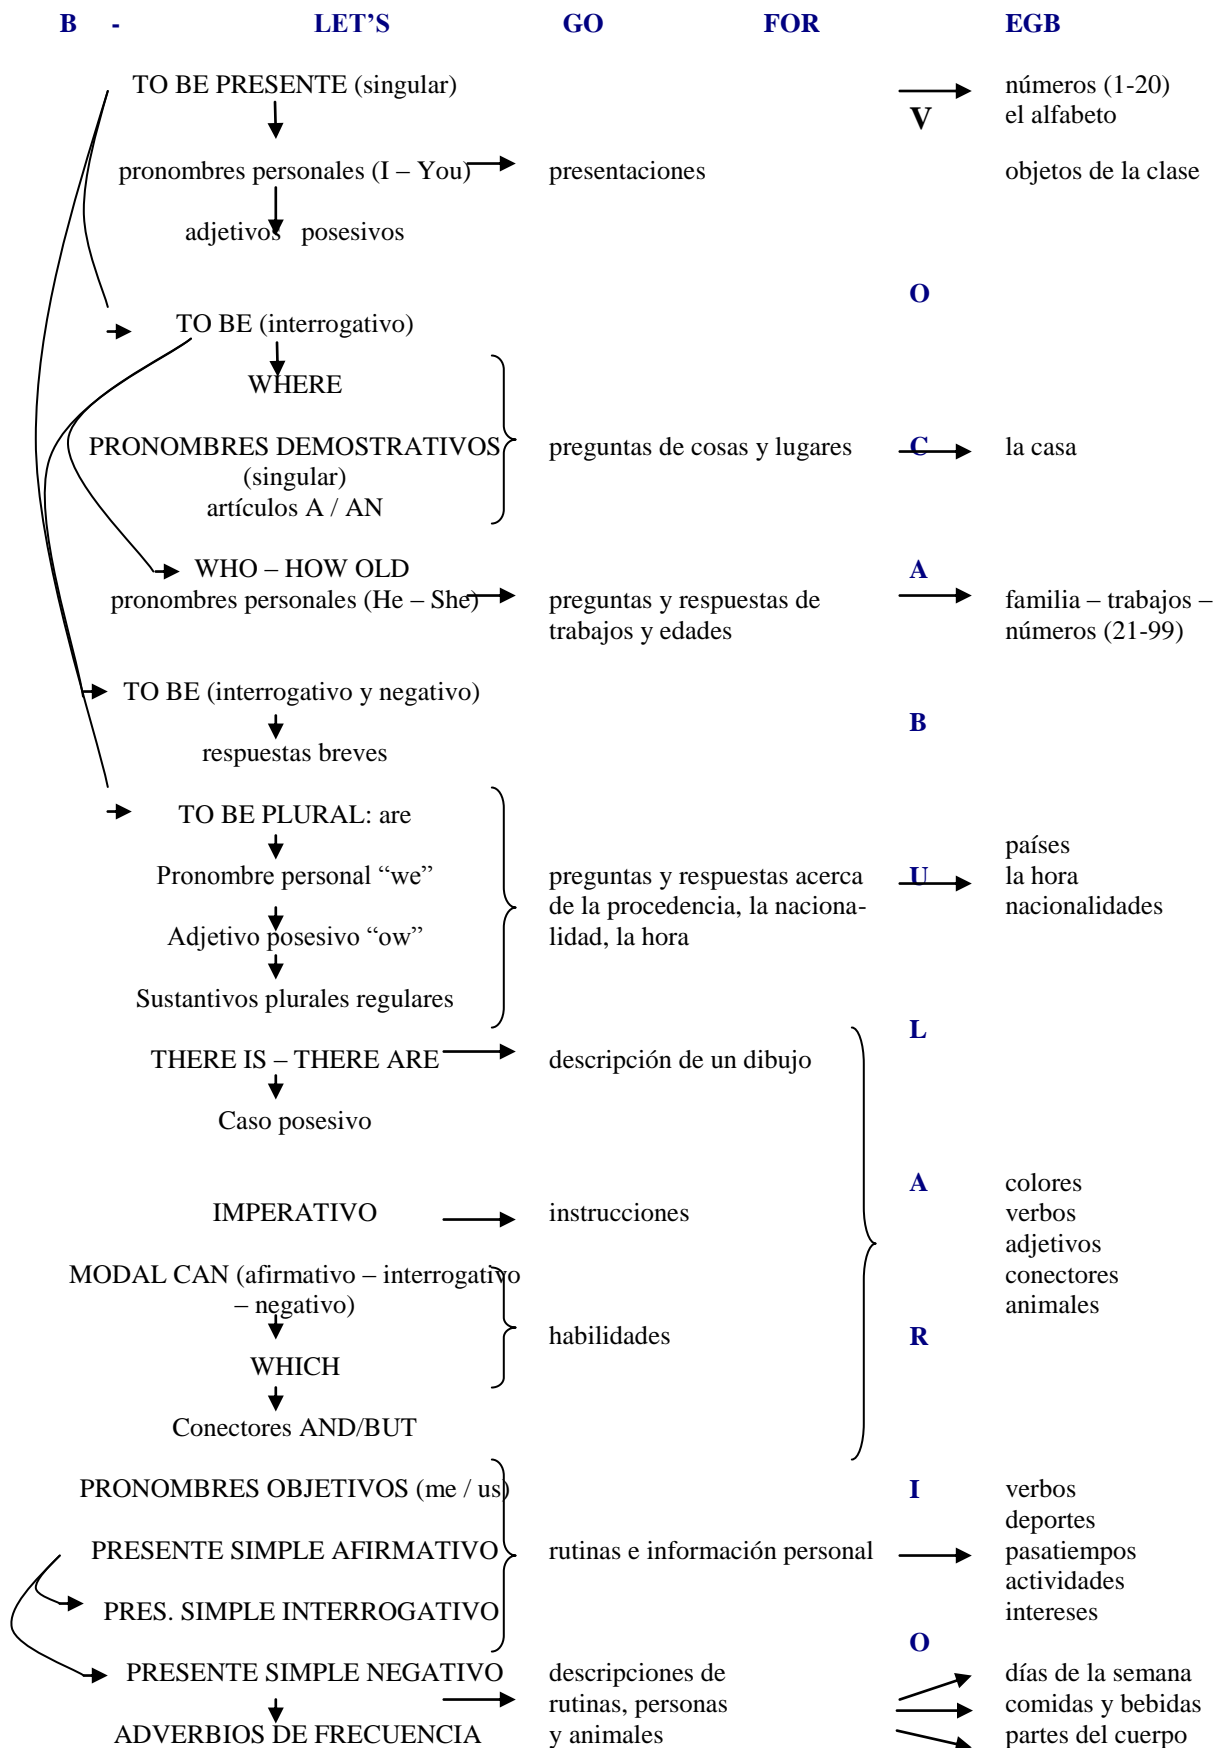 B - LET'S GO FOR EGB
TO BE PRESENTE (singular) números (1-20)
V el alfabeto
pronombres personales (I – You) presentaciones objetos de la clase
adjetivos posesivos
O
TO BE (interrogativo)
WHERE
PRONOMBRES DEMOSTRATIVOS preguntas de cosas y lugares C la casa
(singular)
artículos A / AN
WHO – HOW OLD A
pronombres personales (He – She) preguntas y respuestas de familia – trabajos –
trabajos y edades números (21-99)
TO BE (interrogativo y negativo)
B
respuestas breves
TO BE PLURAL: are
países
Pronombre personal “we” preguntas y respuestas acerca U la hora
de la procedencia, la naciona- nacionalidades
Adjetivo posesivo “ow” lidad, la hora
Sustantivos plurales regulares
L
THERE IS – THERE ARE descripción de un dibujo
Caso posesivo
A colores
IMPERATIVO instrucciones verbos
adjetivos
MODAL CAN (afirmativo – interrogativo conectores
– negativo) animales
habilidades R
WHICH
Conectores AND/BUT
PRONOMBRES OBJETIVOS (me / us) I verbos
deportes
PRESENTE SIMPLE AFIRMATIVO rutinas e información personal pasatiempos
actividades
PRES. SIMPLE INTERROGATIVO intereses
O
PRESENTE SIMPLE NEGATIVO descripciones de días de la semana
rutinas, personas comidas y bebidas
ADVERBIOS DE FRECUENCIA y animales partes del cuerpo